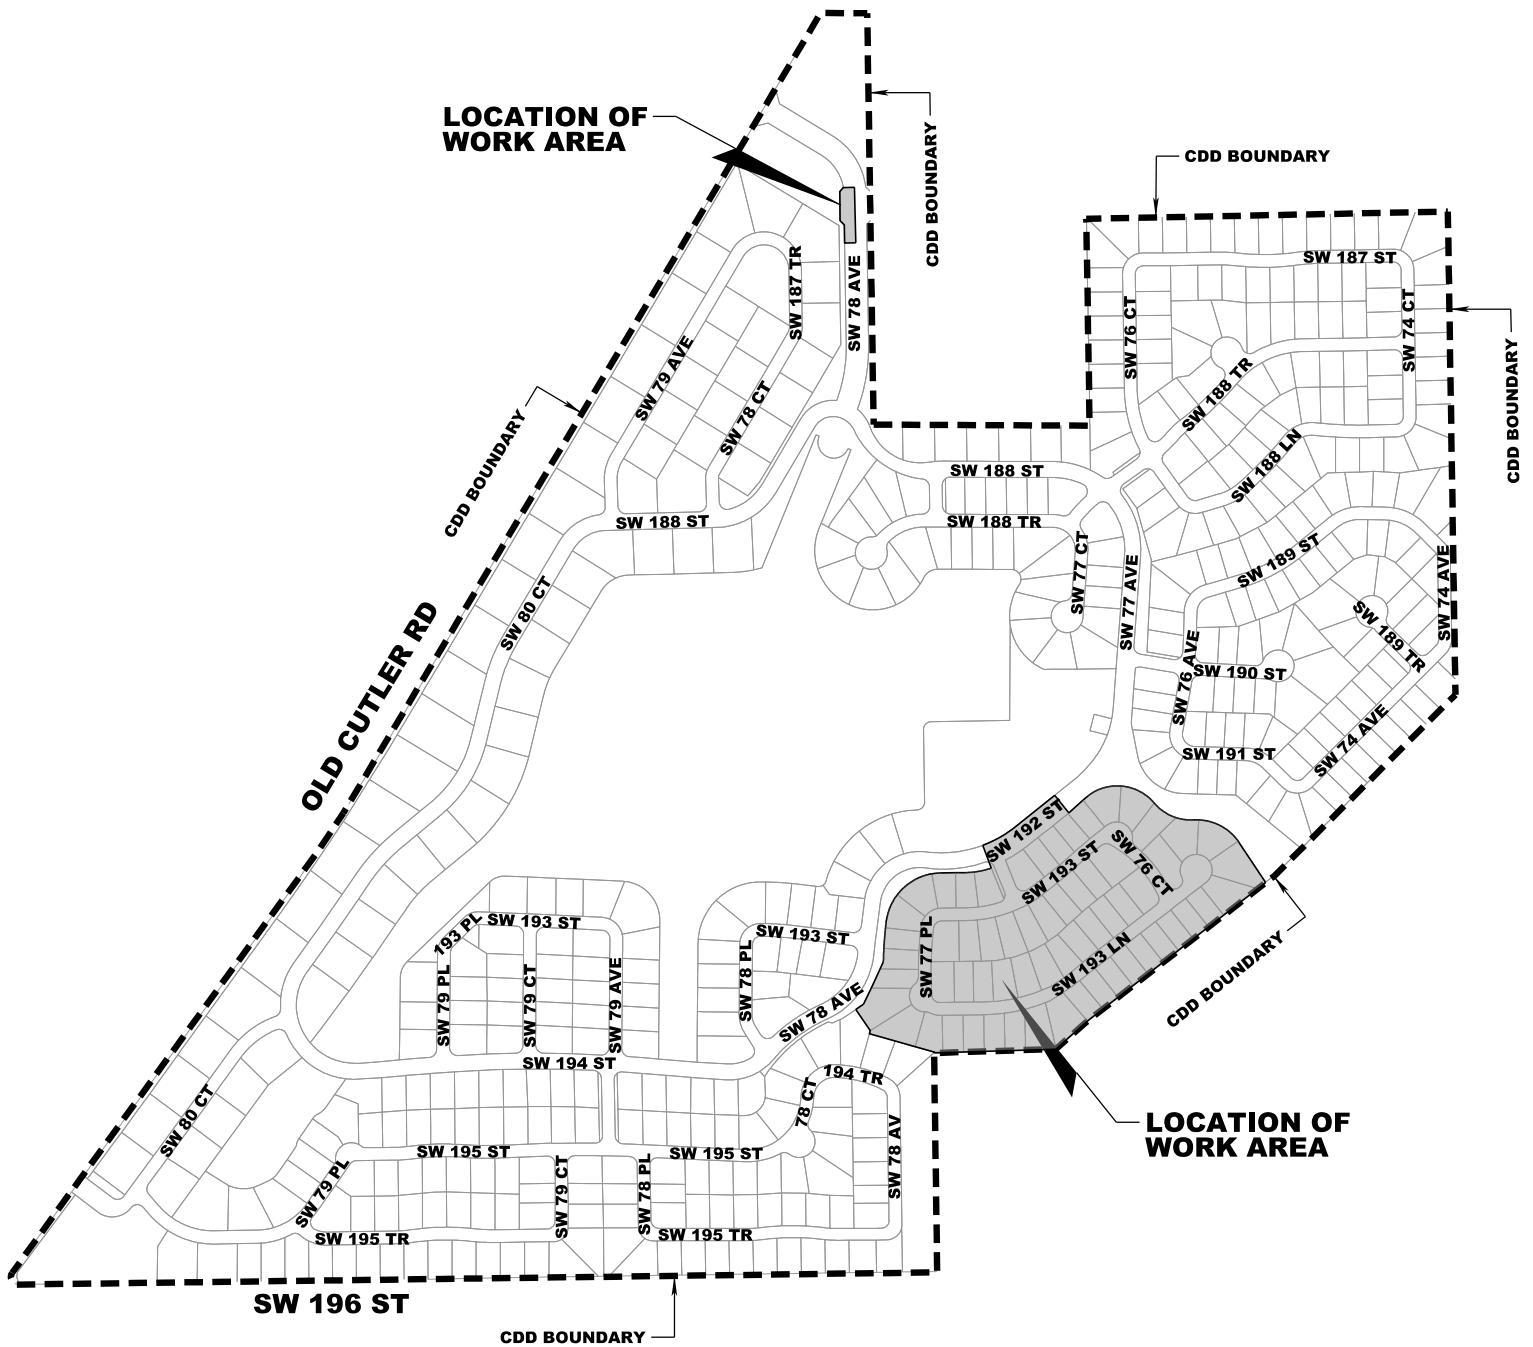 LOCATION OF
WORK AREA
CDD BOUNDARY
CDD BOUNDARY
SW 187 ST
SW 187 TR
SW 78 AVE
SW 76 CT
SW 74 CT
CDD BOUNDARY
SW 79 AVE
SW 78 CT
SW 188 TR
CDD BOUNDARY
SW 188 LN
SW 188 ST
SW 188 ST
SW 188 TR
SW 77 CT
SW 77 AVE
SW 189 ST
SW 74 AVE
SW 80 CT
SW 189 TR
OLD CUTLER RD
SW 76 AVE
SW 190 ST
SW 191 ST
SW 74 AVE
SW 192 ST
SW 193 ST
SW 76 CT
193 PL
SW 193 ST
SW 193 ST
SW 77 PL
SW 193 LN
CDD BOUNDARY
SW 79 PL
SW 79 CT
SW 79 AVE
SW 78 PL
SW 78 AVE
SW 194 ST
194 TR
78 CT
SW 80 CT
LOCATION OF
WORK AREA
SW 195 ST
SW 195 ST
SW 79 PL
SW 79 CT
SW 78 PL
SW 78 AV
SW 195 TR
SW 195 TR
SW 196 ST
CDD BOUNDARY